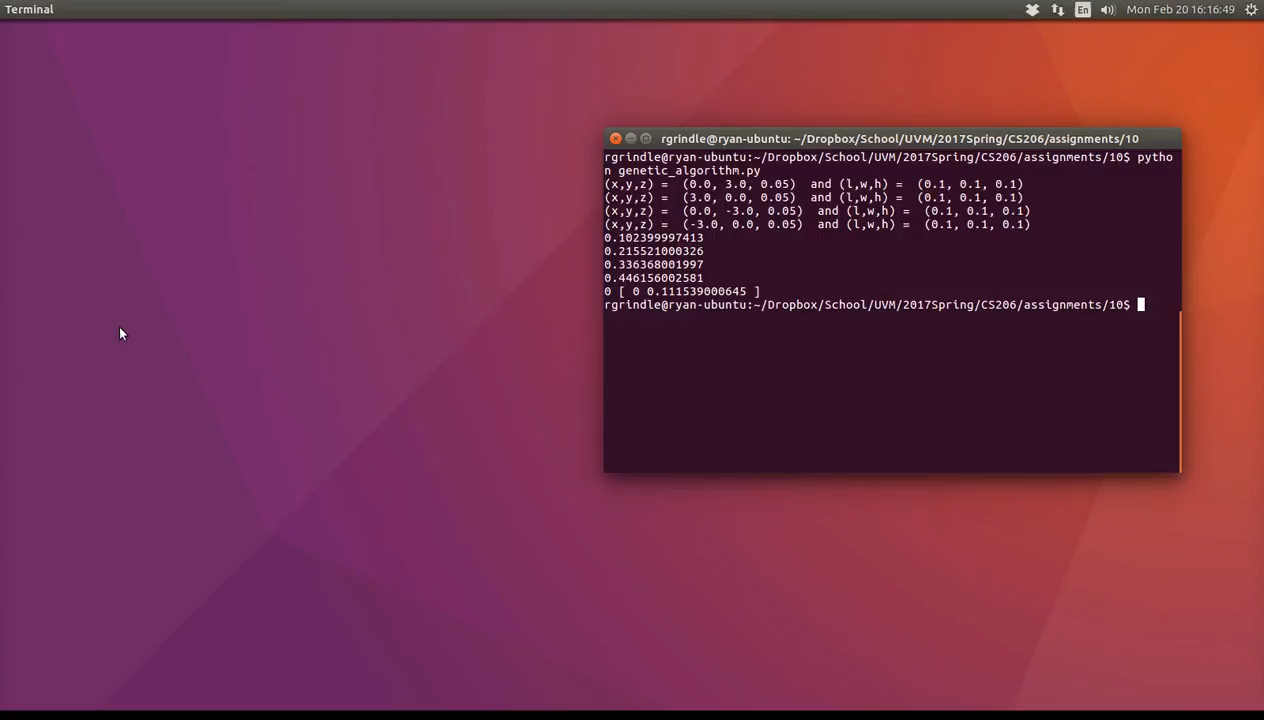 Terminal
En
Mon Feb 20 16:16:49
rgrindle@ryan-ubuntu: ~/Dropbox/School/UVM/2017Spring/CS206/assignments/10
rgrindle@ryan-ubuntu:~/Dropbox/School/UVM/2017Spring/CS206/assignments/10$ pytho
n genetic_algorithm.py
(x,y,z) =  (0.0, 3.0, 0.05)  and (l,w,h) =  (0.1, 0.1, 0.1)
(x,y,z) =  (3.0, 0.0, 0.05)  and (l,w,h) =  (0.1, 0.1, 0.1)
(x,y,z) =  (0.0, -3.0, 0.05)  and (l,w,h) =  (0.1, 0.1, 0.1)
(x,y,z) =  (-3.0, 0.0, 0.05)  and (l,w,h) =  (0.1, 0.1, 0.1)
0.102399997413
0.215521000326
0.336368001997
0.446156002581
0 [ 0 0.111539000645 ]
rgrindle@ryan-ubuntu:~/Dropbox/School/UVM/2017Spring/CS206/assignments/10$